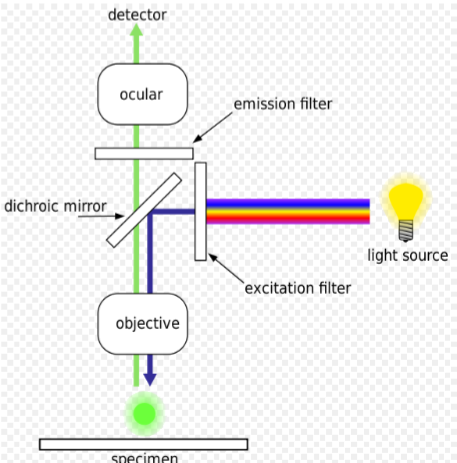 detector
ocular
emission filter
dichroic mirror
light source
excitation filter
objective
specimen